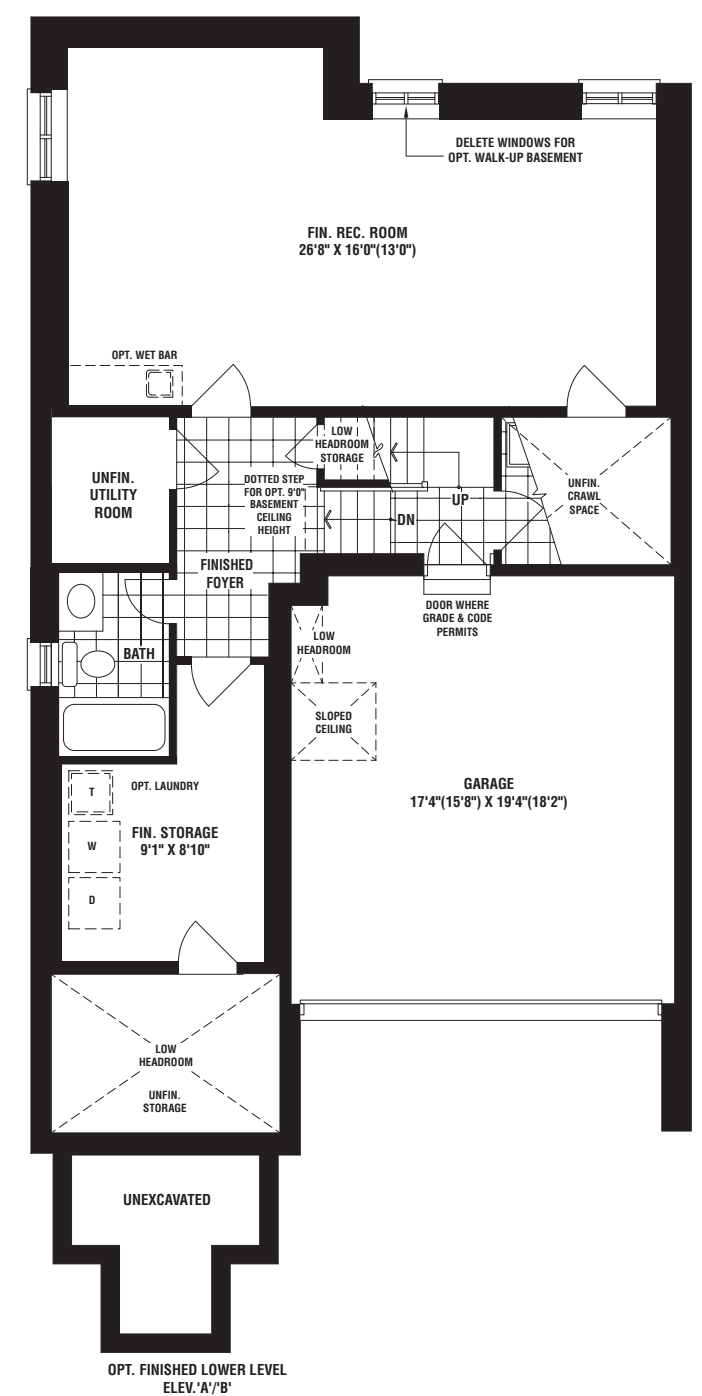 DELETE WINDOWS FOR
OPT. WALK-UP BASEMENT
FIN. REC. ROOM
26'8" X 16'0"(13'0")
OPT. WET BAR
LOW
HEADROOM
STORAGE
UNFIN.
UTILITY
ROOM
DOTTED STEP
FOR OPT. 9'0"
BASEMENT
CEILING
HEIGHT
UP
DN
UNFIN.
CRAWL
SPACE
FINISHED
FOYER
DOOR WHERE
GRADE & CODE
PERMITS
BATH
LOW
HEADROOM
SLOPED
CEILING
OPT. LAUNDRY
T
W
D
FIN. STORAGE
9'1" X 8'10"
GARAGE
17'4"(15'8") X 19'4"(18'2")
LOW
HEADROOM
UNFIN.
STORAGE
UNEXCAVATED
OPT. FINISHED LOWER LEVEL
ELEV.'A'/'B'